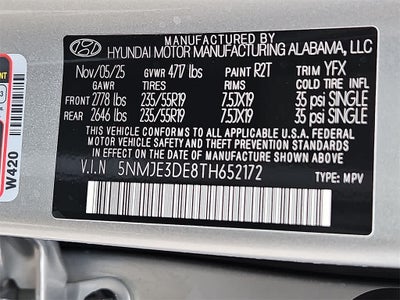 HYUNDAI MOTOR MANUFACTURING ALABAMA, LLC
Nov/05/25 GVWR 4717 lbs PAINT R2T TRIM YFX
GAWR TIRES RIMS COLD TIRE INFL
FRONT 2778 lbs 235/55R19 7.5JX19 35 psi SINGLE
REAR 2646 lbs 235/55R19 7.5JX19 35 psi SINGLE
THIS VEHICLE CONFORMS TO ALL APPLICABLE U.S.A. FEDERAL
MOTOR VEHICLE SAFETY, BUMPER, AND THEFT PREVENTION
STANDARDS IN EFFECT ON THE DATE OF MANUFACTURE SHOWN ABOVE.
V.I.N 5NMJE3DE8TH652172 TYPE: MPV
W420